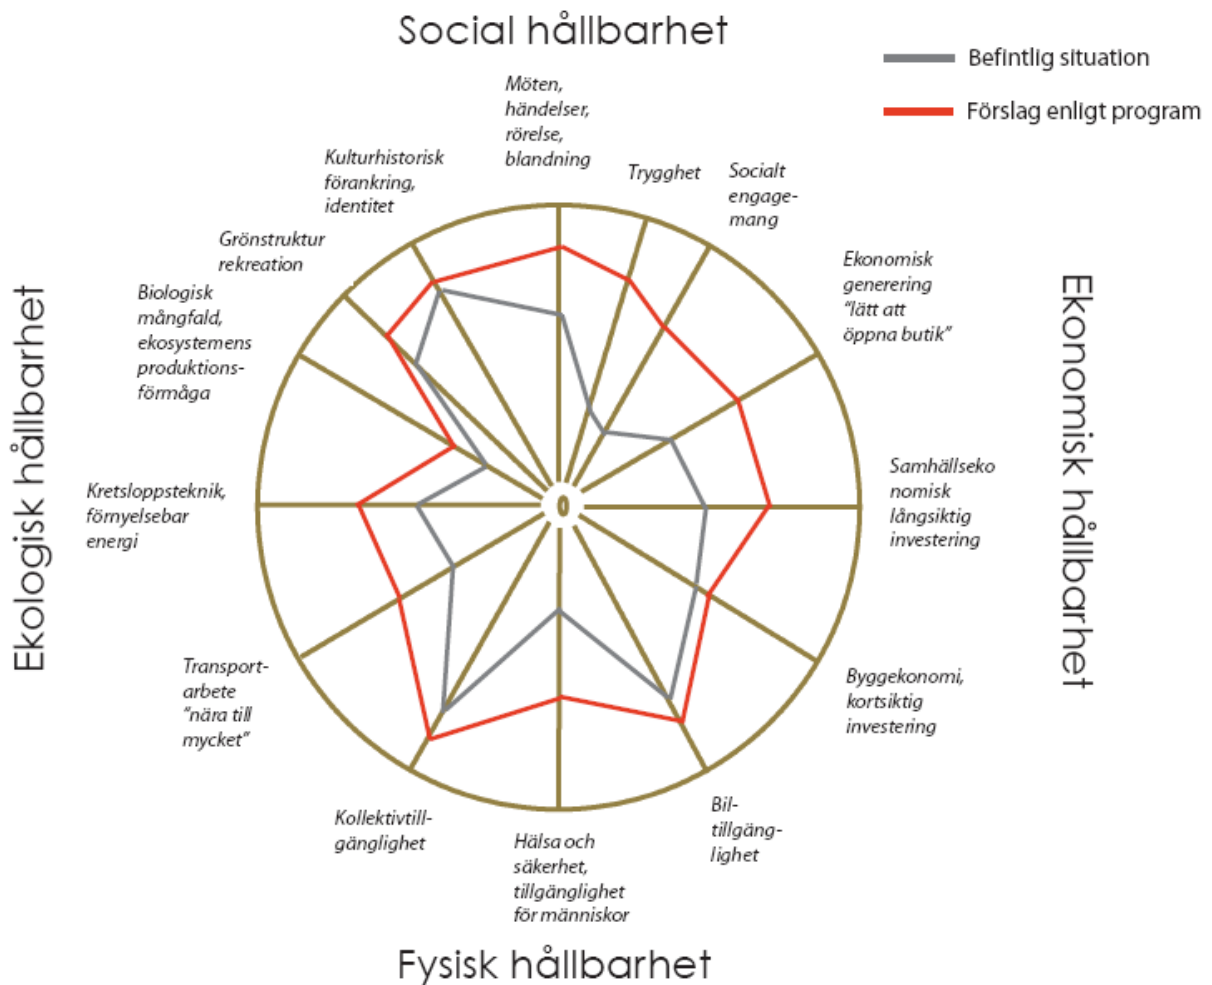 Social hållbarhet
Befintlig situation
Förslag enligt program
Möten,
händelser,
rörelse,
blandning
Trygghet
Socialt
engage-
mang
Kulturhistorisk
förankring,
identitet
Grönstruktur
rekreation
Biologisk
mångfald,
ekosystemens
produktions-
förmåga
Ekonomisk
generering
“lätt att
öppna butik”
Ekologisk hållbarhet
Ekonomisk hållbarhet
Kretsloppsteknik,
förnyelsebar
energi
0
Samhällseko
nomisk
långsiktig
investering
Transport-
arbete
“nära till
mycket”
Byggekonomi,
kortsiktig
investering
Kollektivtill-
gänglighet
Hälsa och
säkerhet,
tillgänglighet
för människor
Bil-
tillgäng-
lighet
Fysisk hållbarhet